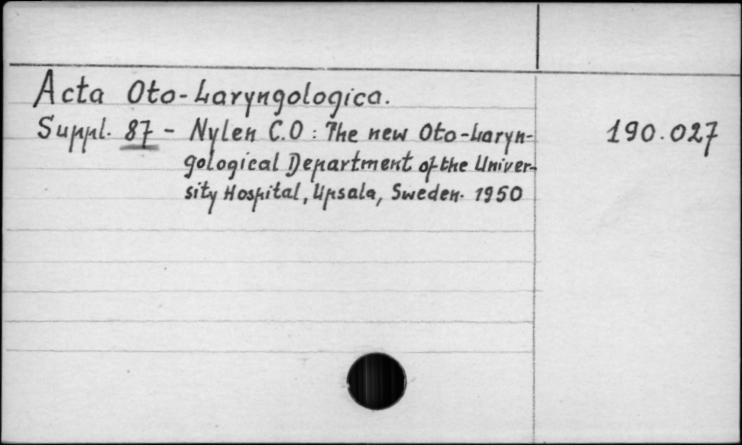 Acta Oto-Laryngologica.
Suppl. 87 - Nylen C.O: The new Oto-Laryn- 190.027
gological Department of the Univer-
sity Hospital, Upsala, Sweden. 1950